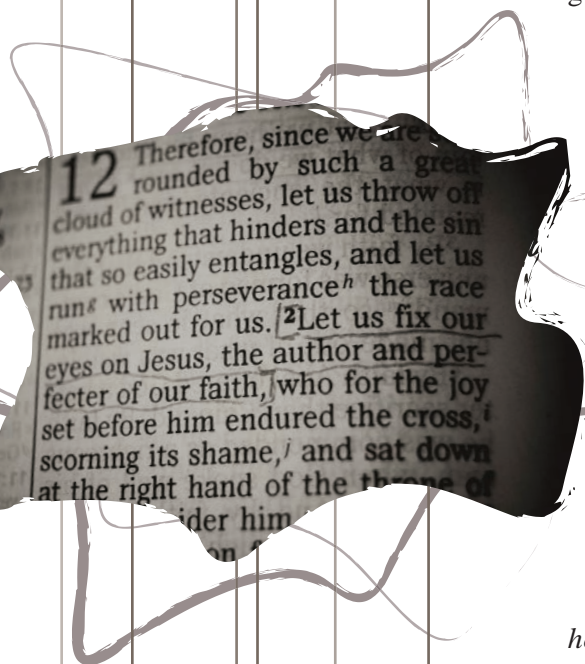 12 Therefore, since we are
rounded by such a great
cloud of witnesses, let us throw off
everything that hinders and the sin
that so easily entangles, and let us
run g with perseverance h the race
marked out for us. [2Let us fix our
eyes on Jesus, the author and per-
fecter of our faith,] who for the joy
set before him endured the cross, i
scorning its shame, j and sat down
at the right hand of the throne of
ider him
on